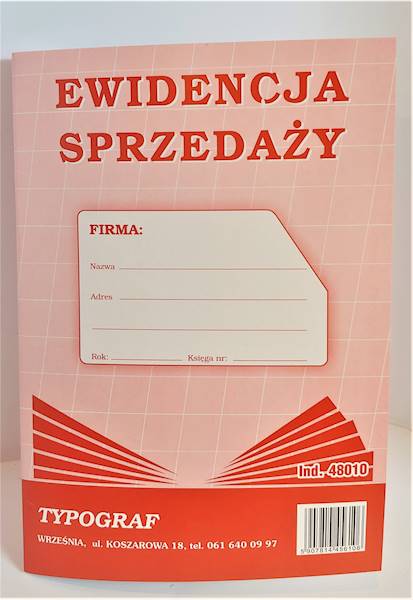 EWIDENCJA
SPRZEDAŻY
FIRMA:
Nazwa
Adres
Rok: Księga nr:
Ind. 48010
TYPOGRAF
WRZEŚNIA, ul. KOSZAROWA 18, tel. 061 640 09 97
5907814456106